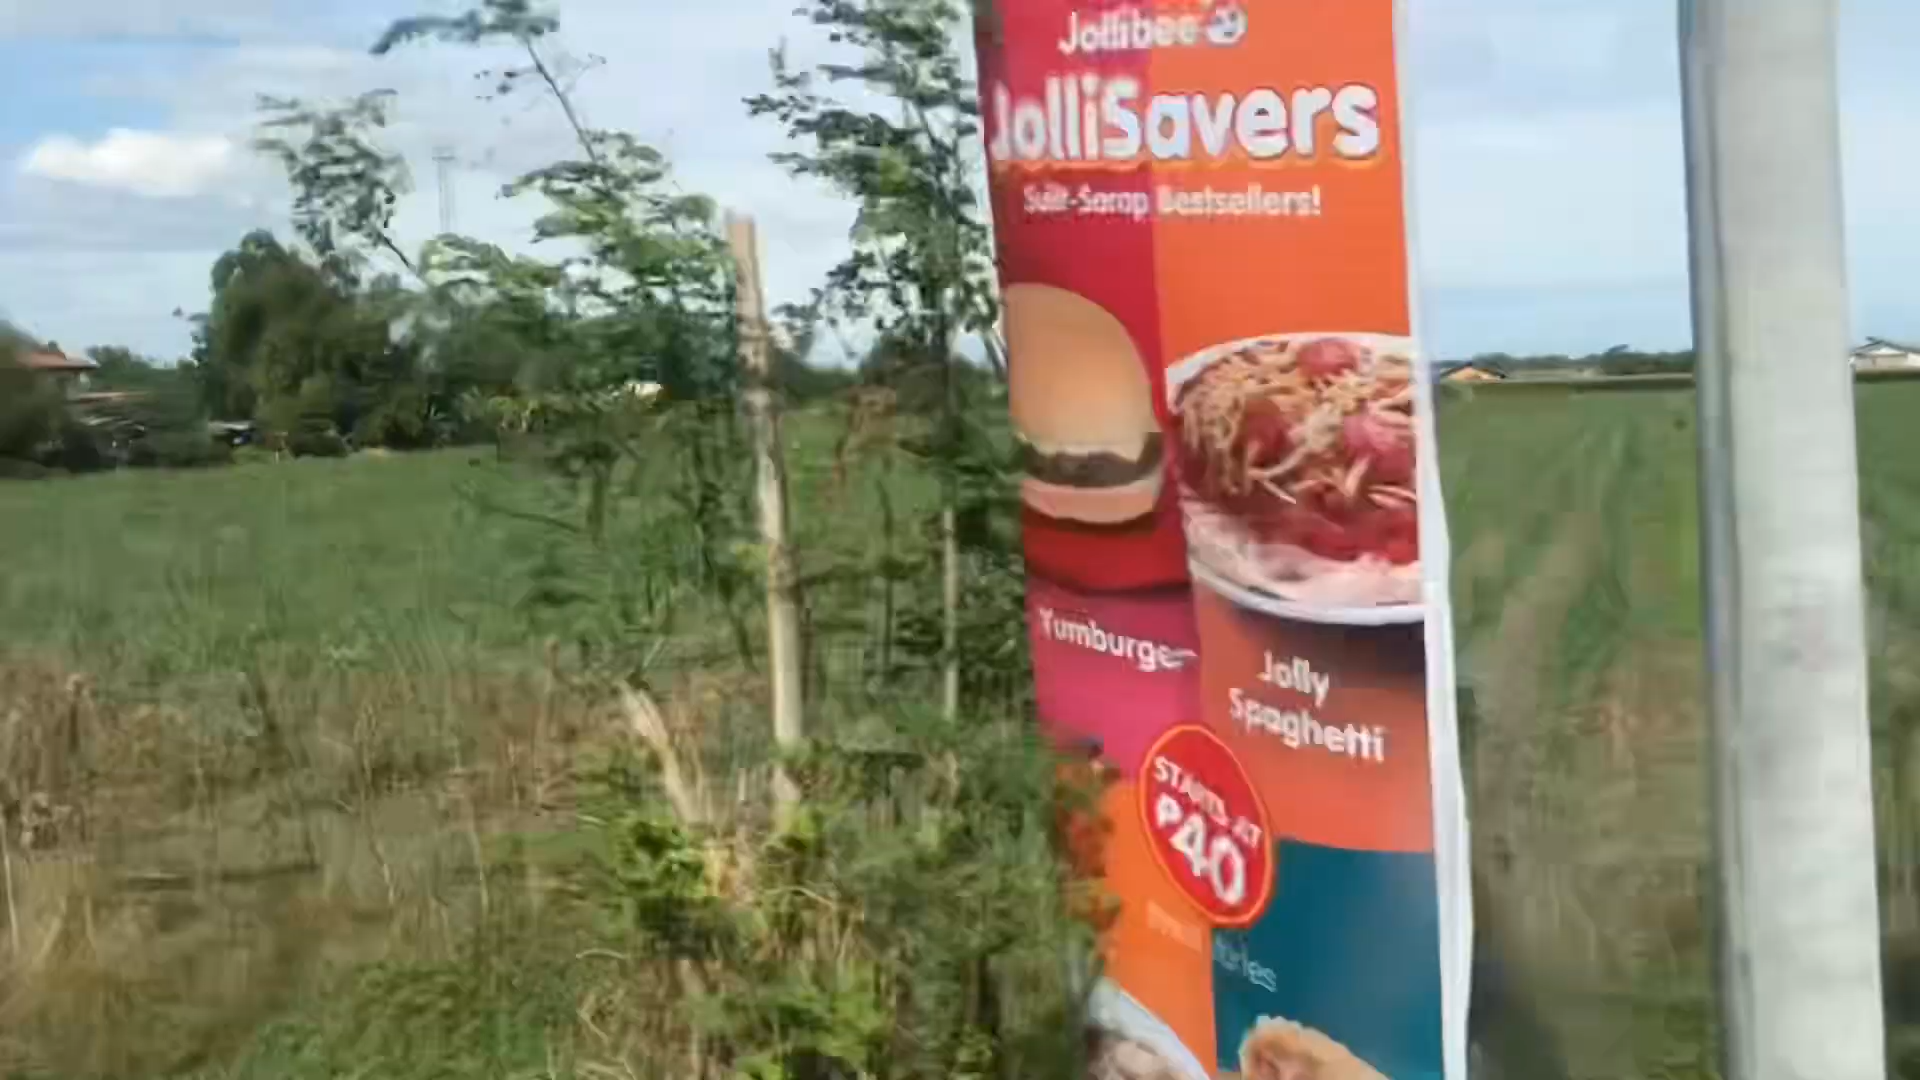 Jollibee
JolliSavers
Sulit-Sarap Bestsellers!
Yumburger
Jolly
Spaghetti
STARTS AT
₱40